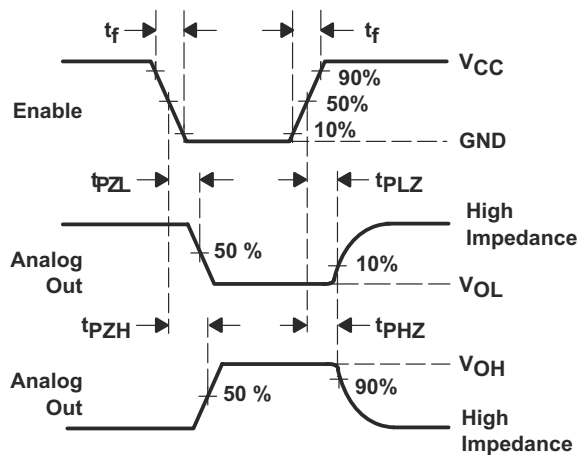 tf
tf
VCC
90%
50%
10%
Enable
GND
tPZL
tPLZ
High
Impedance
50 %
10%
Analog
Out
VOL
tPZH
tPHZ
VOH
50 %
90%
Analog
Out
High
Impedance